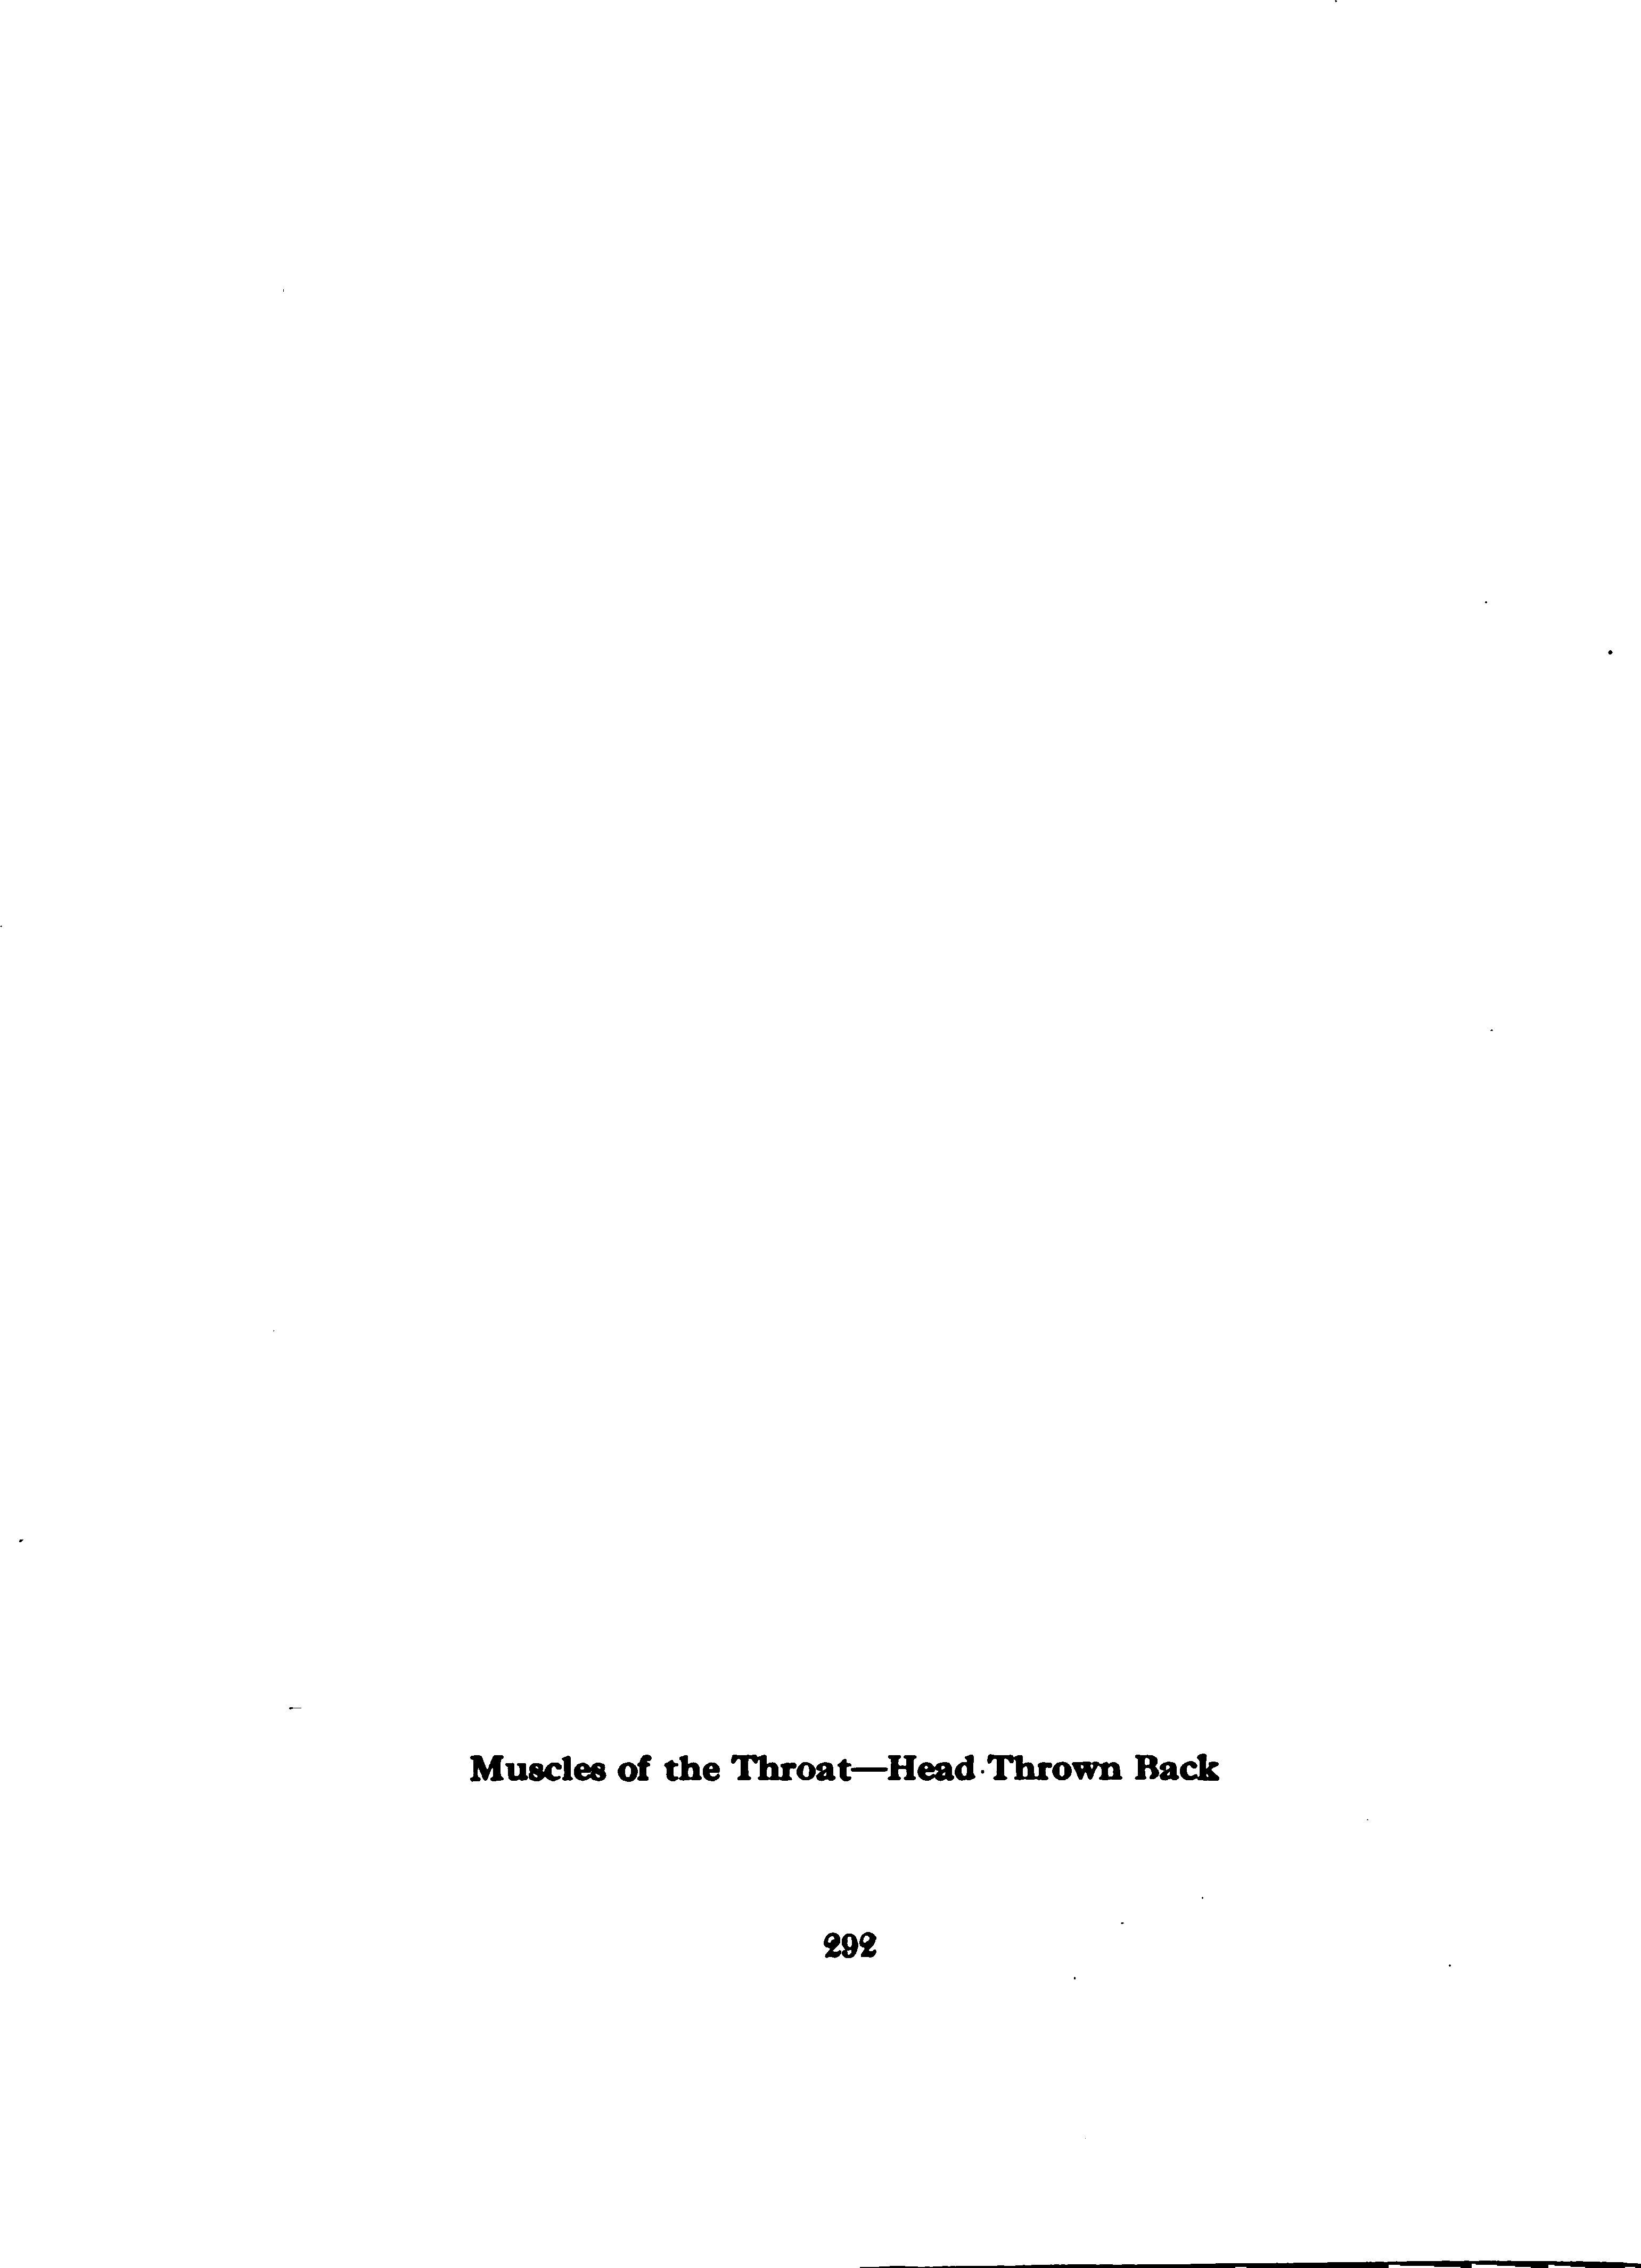 Muscles of the Throat—Head Thrown Back
292